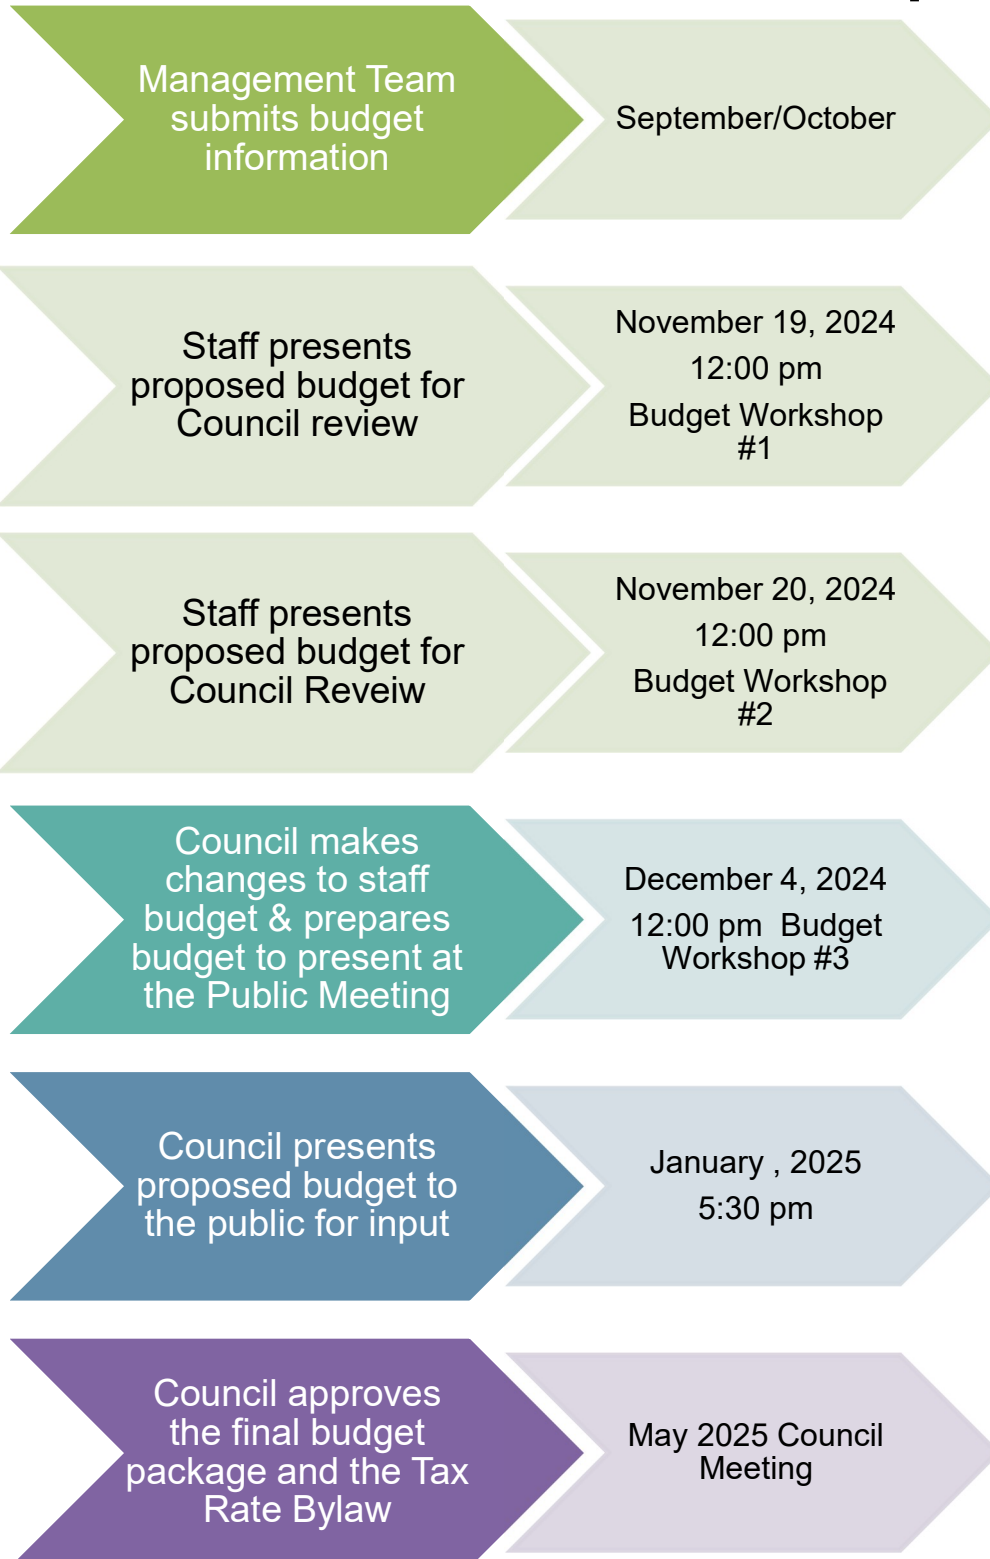 Management Team
submits budget
information
September/October
Staff presents
proposed budget for
Council review
November 19, 2024
12:00 pm
Budget Workshop
#1
Staff presents
proposed budget for
Council Reveiw
November 20, 2024
12:00 pm
Budget Workshop
#2
Council makes
changes to staff
budget & prepares
budget to present at
the Public Meeting
December 4, 2024
12:00 pm  Budget
Workshop #3
Council presents
proposed budget to
the public for input
January , 2025
5:30 pm
Council approves
the final budget
package and the Tax
Rate Bylaw
May 2025 Council
Meeting